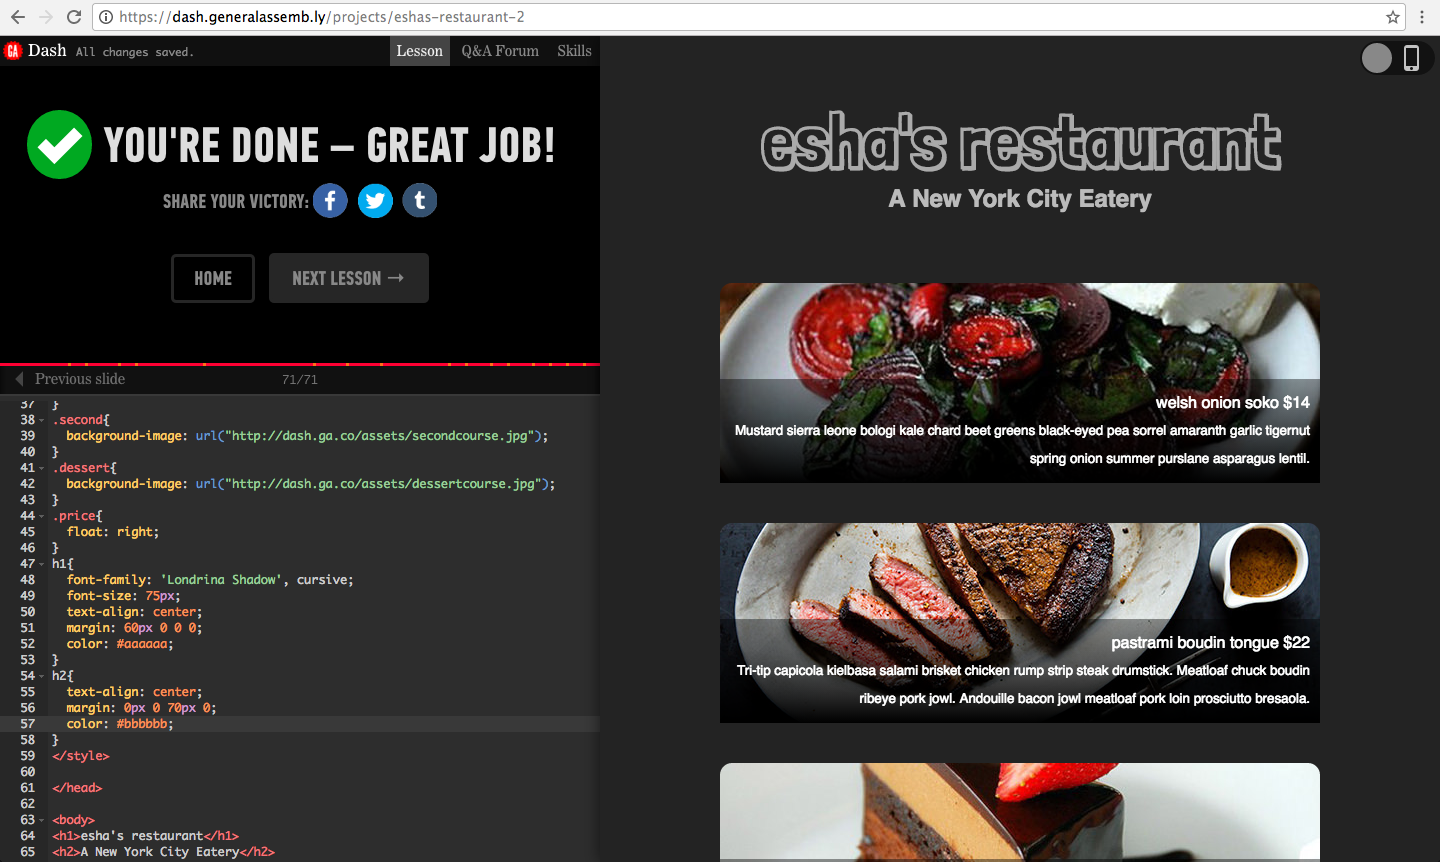 https://dash.generalassemb.ly/projects/eshas-restaurant-2
GA Dash All changes saved. Lesson Q&A Forum Skills
YOU'RE DONE – GREAT JOB!
SHARE YOUR VICTORY: f t
HOME NEXT LESSON →
Previous slide 71/71
37 }
38 .second{
39 background-image: url("http://dash.ga.co/assets/secondcourse.jpg");
40 }
41 .dessert{
42 background-image: url("http://dash.ga.co/assets/dessertcourse.jpg");
43 }
44 .price{
45 float: right;
46 }
47 h1{
48 font-family: 'Londrina Shadow', cursive;
49 font-size: 75px;
50 text-align: center;
51 margin: 60px 0 0 0;
52 color: #aaaaaa;
53 }
54 h2{
55 text-align: center;
56 margin: 0px 0 70px 0;
57 color: #bbbbbb;
58 }
59 </style>
60
61 </head>
62
63 <body>
64 <h1>esha's restaurant</h1>
65 <h2>A New York City Eatery</h2>
esha's restaurant
A New York City Eatery
welsh onion soko $14
Mustard sierra leone bologi kale chard beet greens black-eyed pea sorrel amaranth garlic tigernut
spring onion summer purslane asparagus lentil.
pastrami boudin tongue $22
Tri-tip capicola kielbasa salami brisket chicken rump strip steak drumstick. Meatloaf chuck boudin
ribeye pork jowl. Andouille bacon jowl meatloaf pork loin prosciutto bresaola.